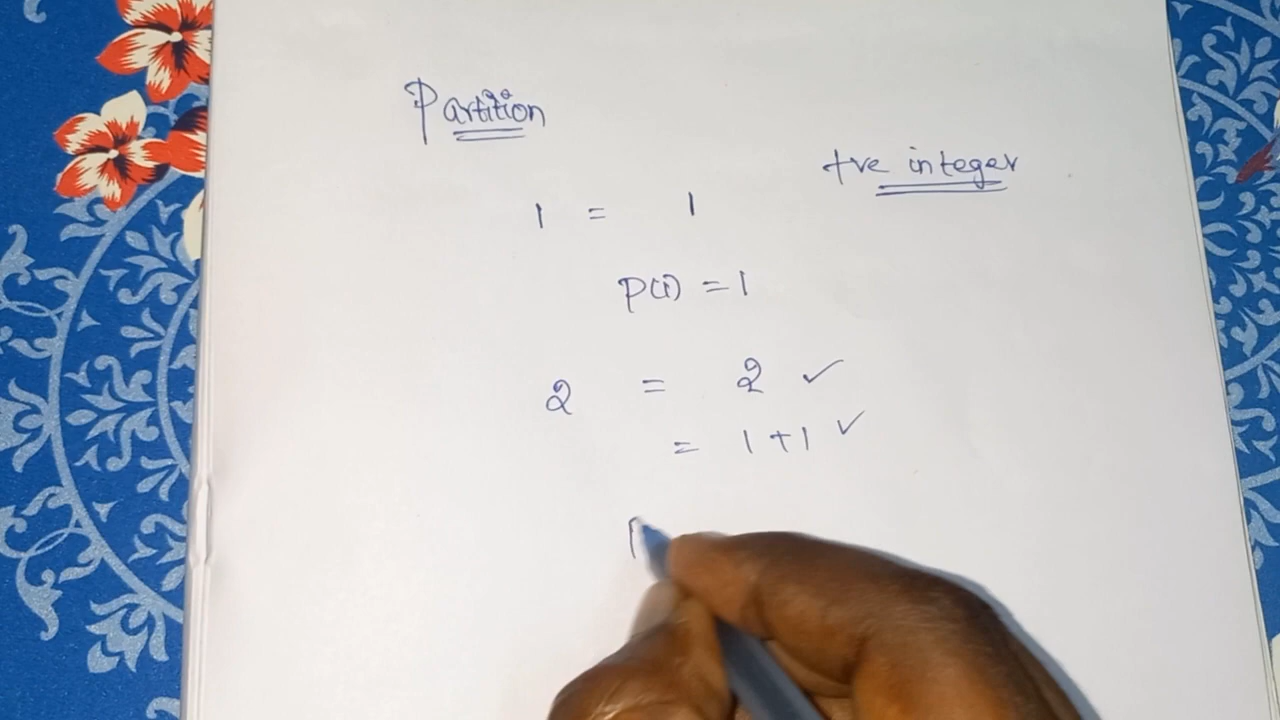 Partition
+ve integer
1 = 1
P(1) = 1
2 = 2 ✓
= 1 + 1 ✓